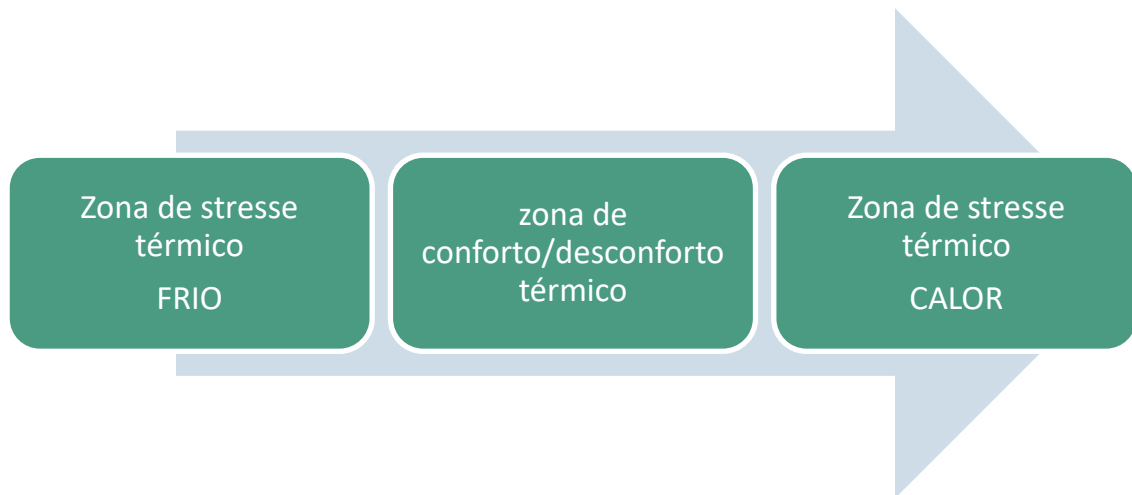 Zona de stresse
térmico
FRIO
zona de
conforto/desconforto
térmico
Zona de stresse
térmico
CALOR